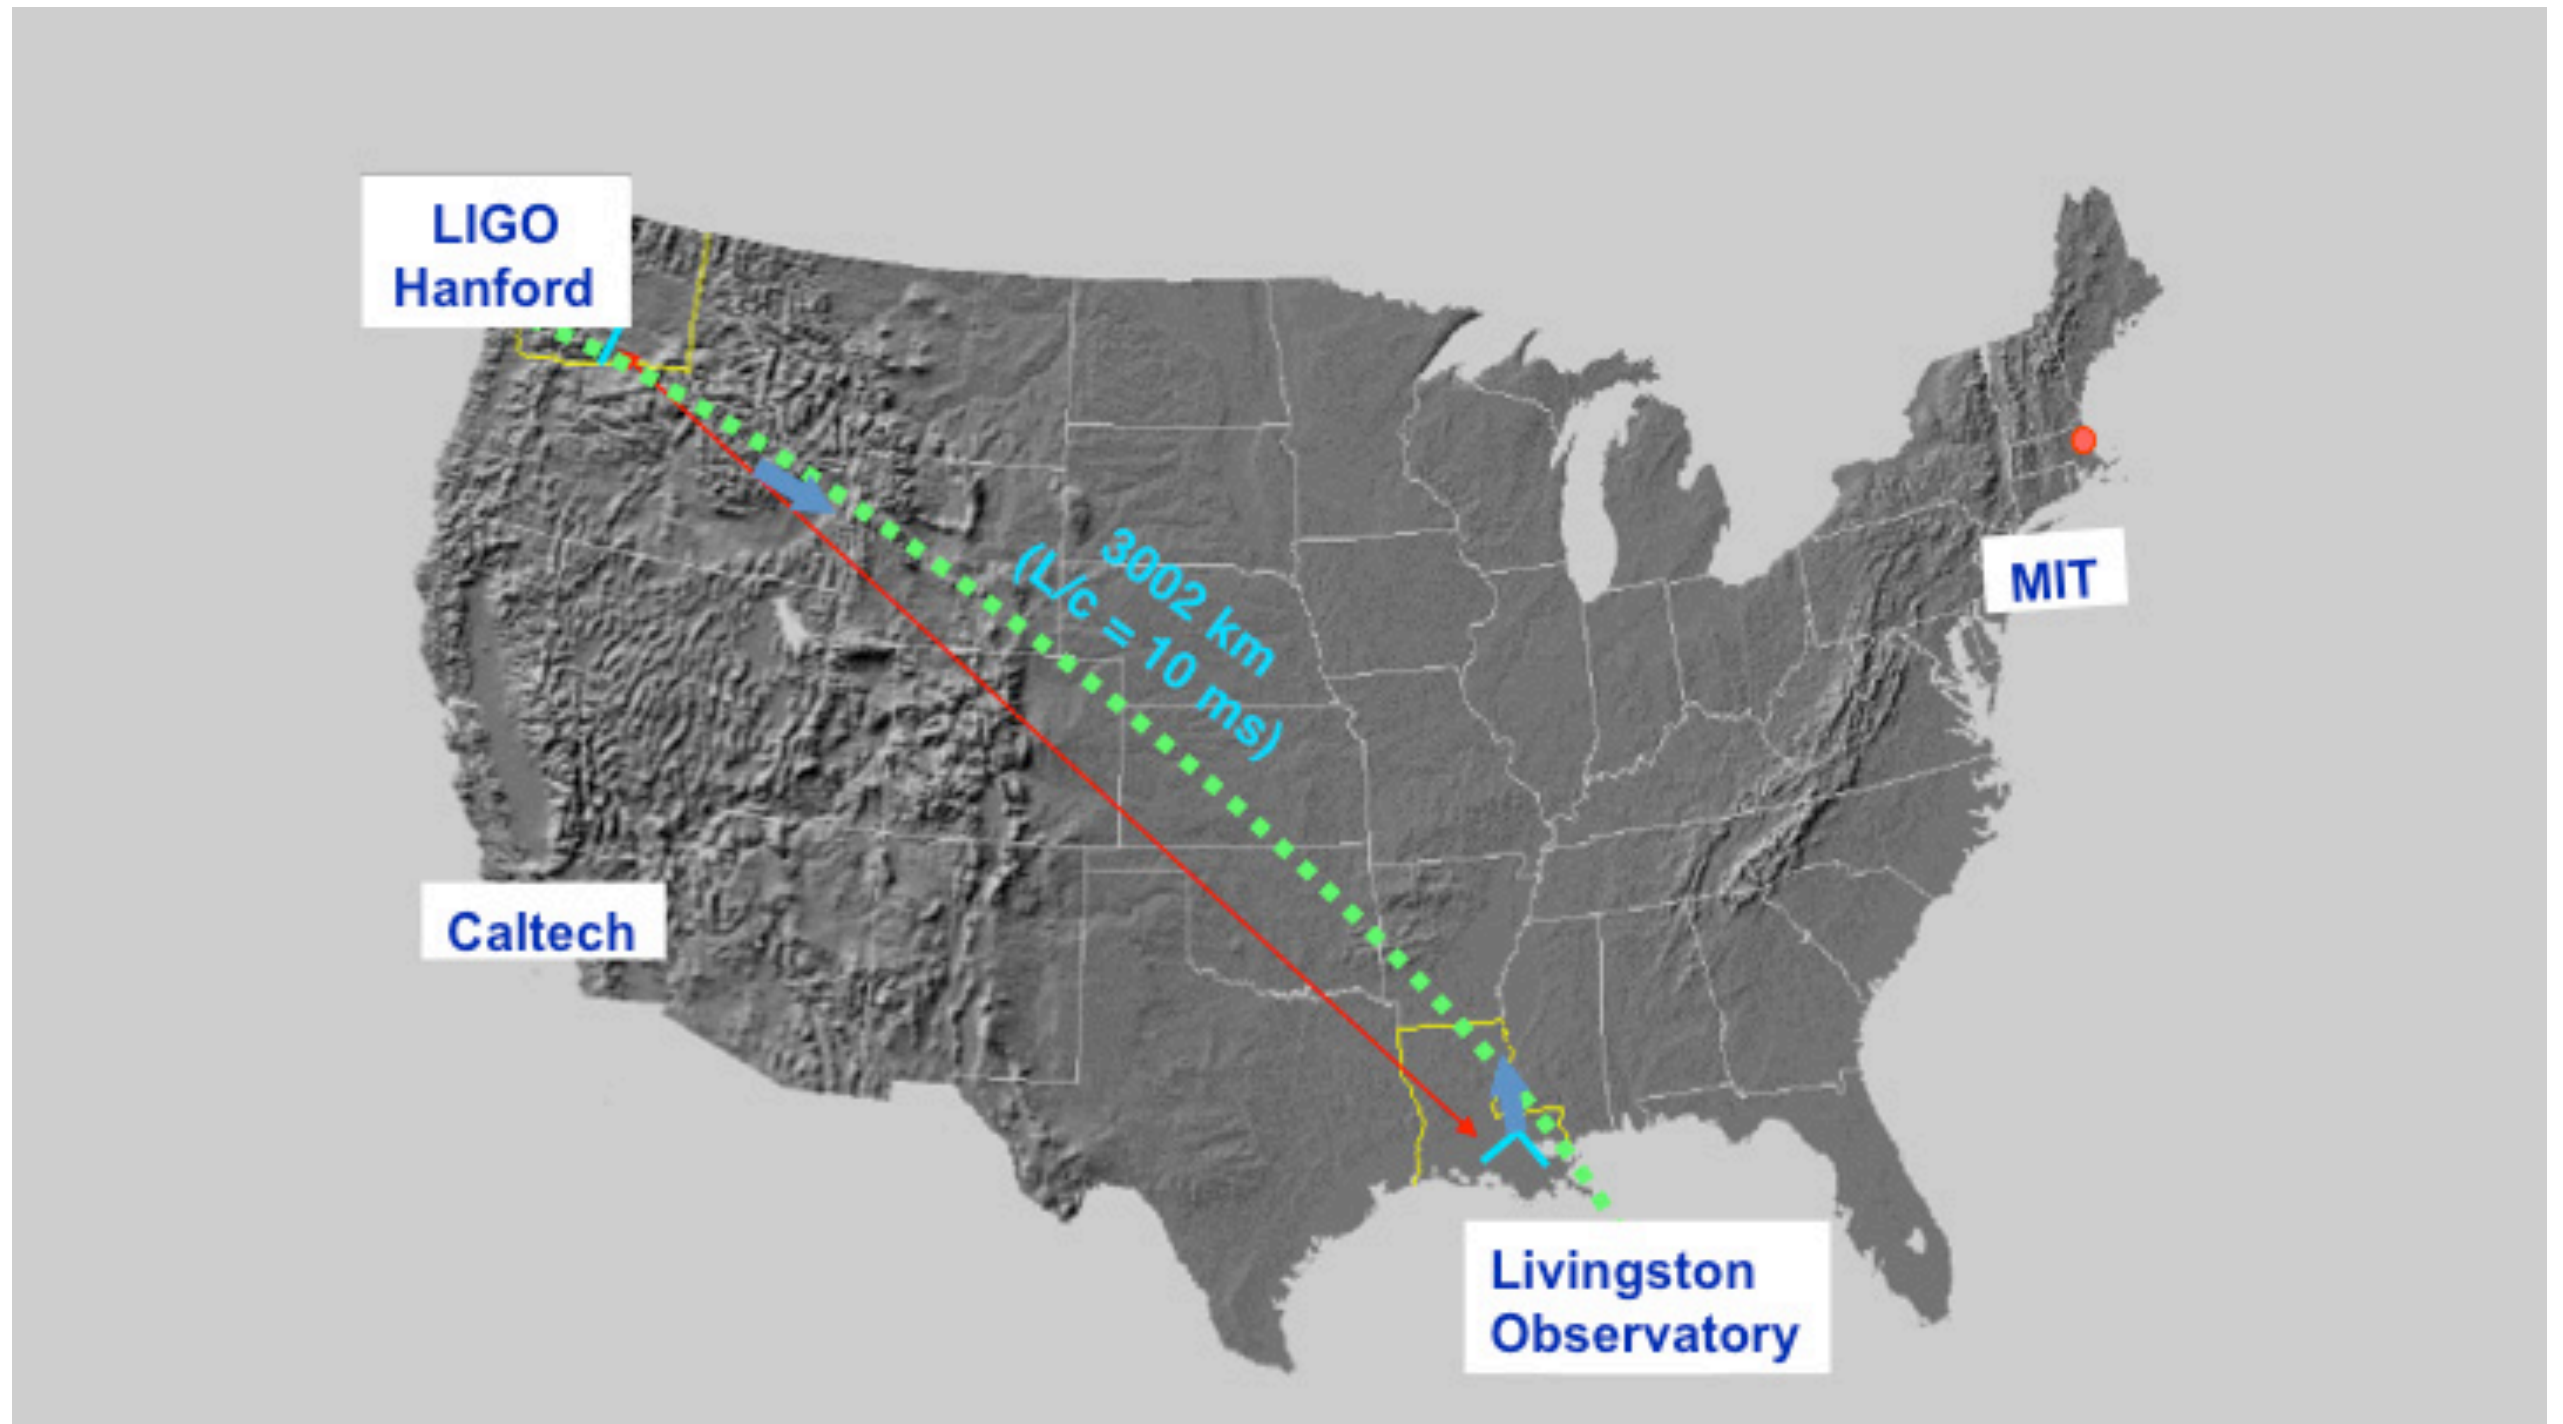 LIGO
Hanford
3002 km
(L/c = 10 ms)
MIT
Caltech
Livingston
Observatory